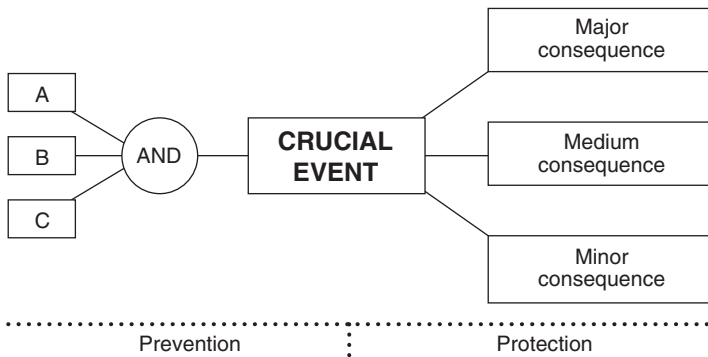 A
B
C
AND
CRUCIAL
EVENT
Major
consequence
Medium
consequence
Minor
consequence
Prevention
Protection